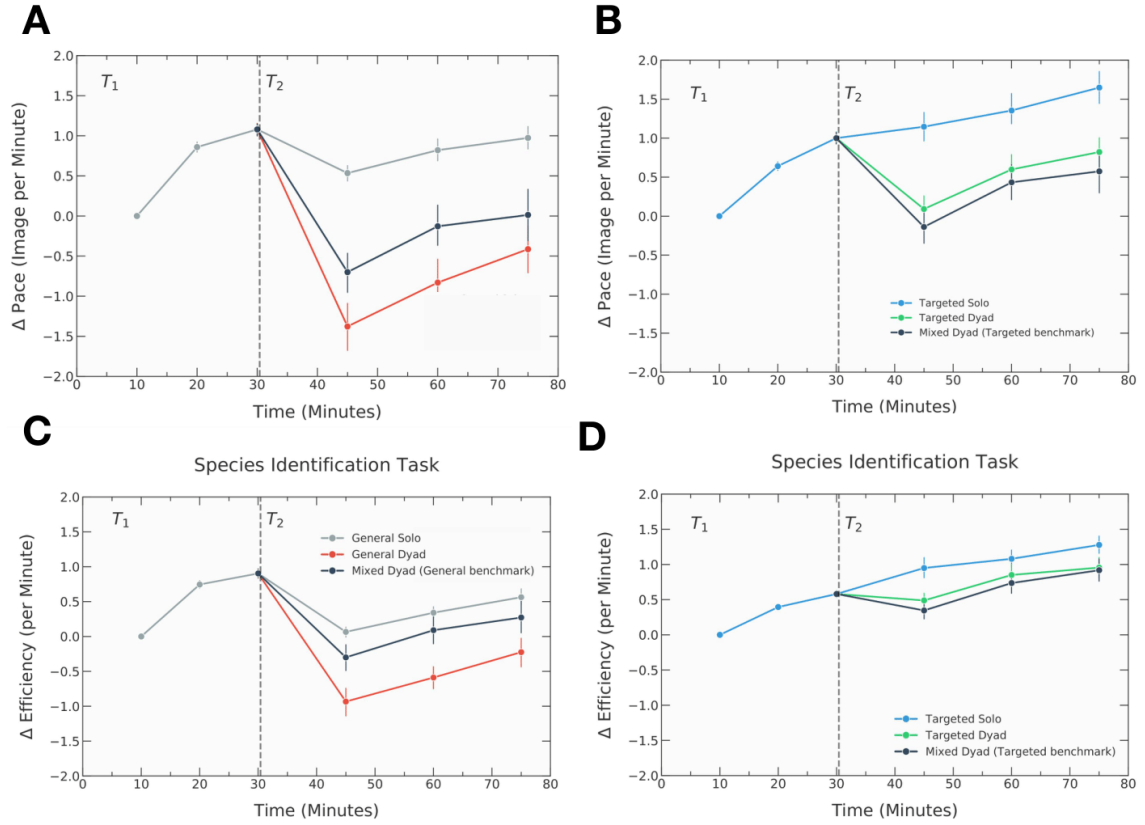 A
B
2.0
1.5
1.0
0.5
0.0
−0.5
−1.0
−1.5
−2.0
0 10 20 30 40 50 60 70 80
T1
T2
Δ Pace (Image per Minute)
Time (Minutes)
2.0
1.5
1.0
0.5
0.0
−0.5
−1.0
−1.5
−2.0
0 10 20 30 40 50 60 70 80
T1
T2
Δ Pace (Image per Minute)
Time (Minutes)
Targeted Solo
Targeted Dyad
Mixed Dyad (Targeted benchmark)
C
Species Identification Task
2.0
1.5
1.0
0.5
0.0
−0.5
−1.0
−1.5
−2.0
0 10 20 30 40 50 60 70 80
T1
T2
General Solo
General Dyad
Mixed Dyad (General benchmark)
Δ Efficiency (per Minute)
Time (Minutes)
D
Species Identification Task
2.0
1.5
1.0
0.5
0.0
−0.5
−1.0
−1.5
−2.0
0 10 20 30 40 50 60 70 80
T1
T2
Targeted Solo
Targeted Dyad
Mixed Dyad (Targeted benchmark)
Δ Efficiency (per Minute)
Time (Minutes)